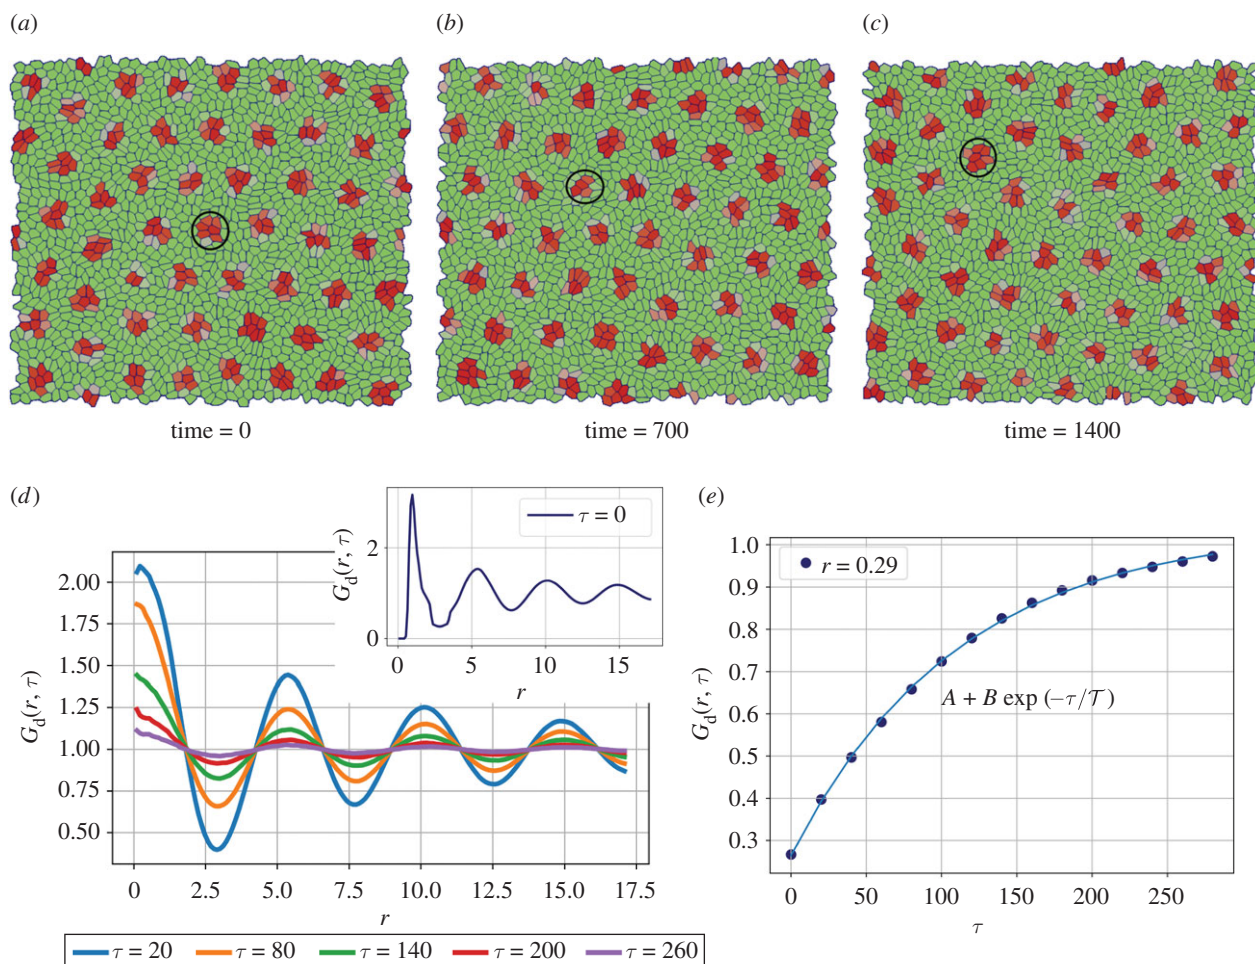 (a)
(b)
(c)
time = 0
time = 700
time = 1400
(d)
G_d(r, τ)
2.00
1.75
1.50
1.25
1.00
0.75
0.50
0
2.5
5.0
7.5
10.0
12.5
15.0
17.5
r
G_d(r, τ)
2
0
τ = 0
0
5
10
15
r
τ = 20 τ = 80 τ = 140 τ = 200 τ = 260
(e)
G_d(r, τ)
1.0
0.9
0.8
0.7
0.6
0.5
0.4
0.3
r = 0.29
A + B exp (−τ/𝒯)
0
50
100
150
200
250
τ